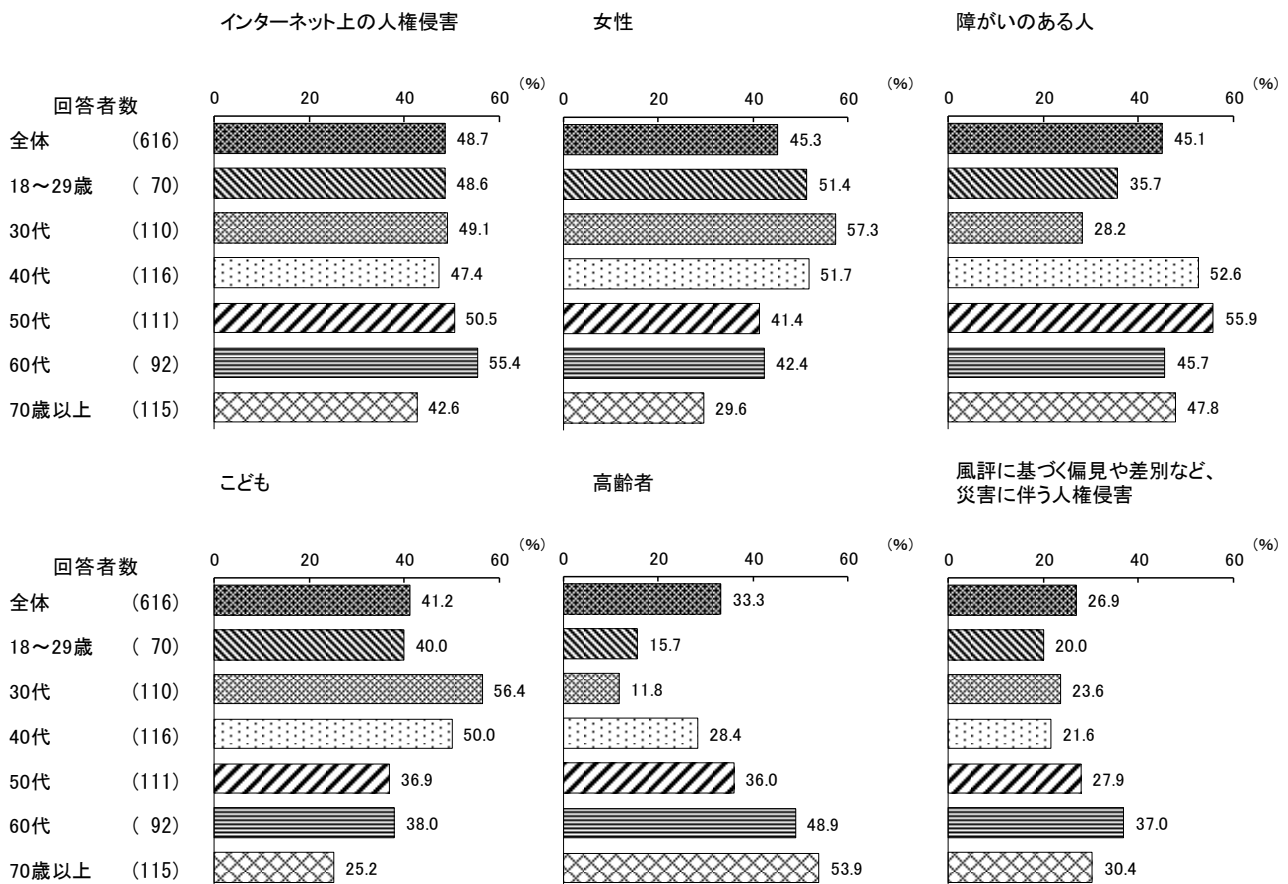 インターネット上の人権侵害 女性 障がいのある人
(%) (%) (%)
回答者数 0 20 40 60 0 20 40 60 0 20 40 60
全体 (616) 48.7 45.3 45.1
18～29歳 ( 70) 48.6 51.4 35.7
30代 (110) 49.1 57.3 28.2
40代 (116) 47.4 51.7 52.6
50代 (111) 50.5 41.4 55.9
60代 ( 92) 55.4 42.4 45.7
70歳以上 (115) 42.6 29.6 47.8
こども 高齢者 風評に基づく偏見や差別など、
災害に伴う人権侵害
(%) (%) (%)
回答者数 0 20 40 60 0 20 40 60 0 20 40 60
全体 (616) 41.2 33.3 26.9
18～29歳 ( 70) 40.0 15.7 20.0
30代 (110) 56.4 11.8 23.6
40代 (116) 50.0 28.4 21.6
50代 (111) 36.9 36.0 27.9
60代 ( 92) 38.0 48.9 37.0
70歳以上 (115) 25.2 53.9 30.4